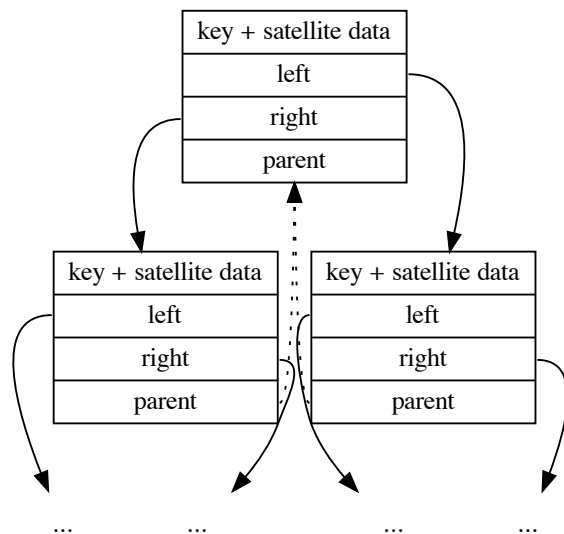 key + satellite data
left
right
parent
key + satellite data
left
right
parent
key + satellite data
left
right
parent
... ... ... ...